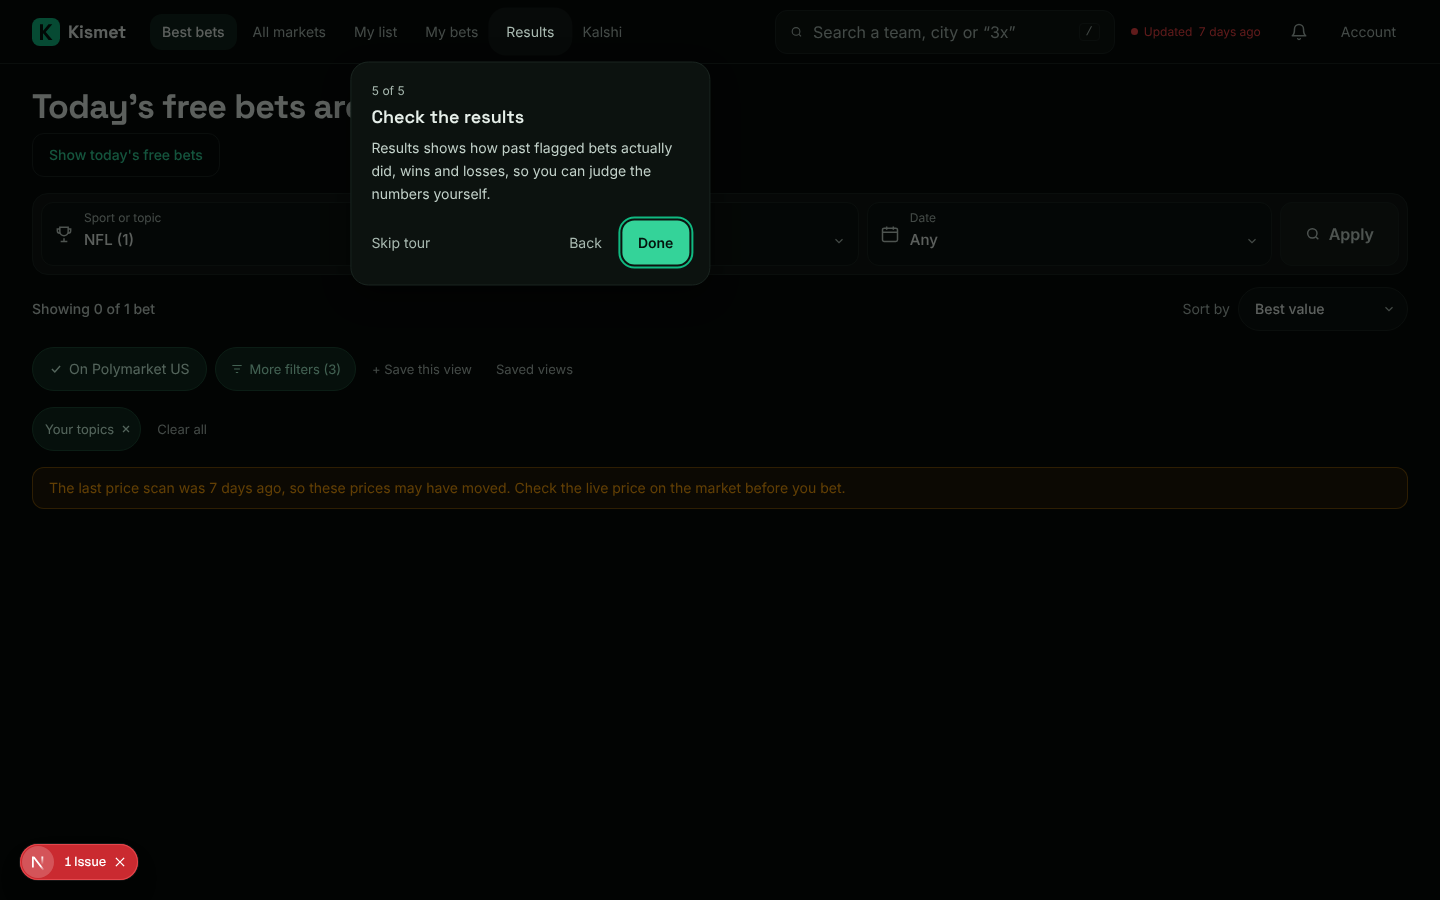 K Kismet Best bets All markets My list My bets Results Kalshi Search a team, city or “3x” / Updated 7 days ago Account
Today’s free bets are
Show today's free bets
5 of 5
Check the results
Results shows how past flagged bets actually
did, wins and losses, so you can judge the
numbers yourself.
Skip tour Back Done
Sport or topic
NFL (1)
Date
Any
Apply
Showing 0 of 1 bet
Sort by Best value
On Polymarket US More filters (3) + Save this view Saved views
Your topics × Clear all
The last price scan was 7 days ago, so these prices may have moved. Check the live price on the market before you bet.
N 1 Issue ×